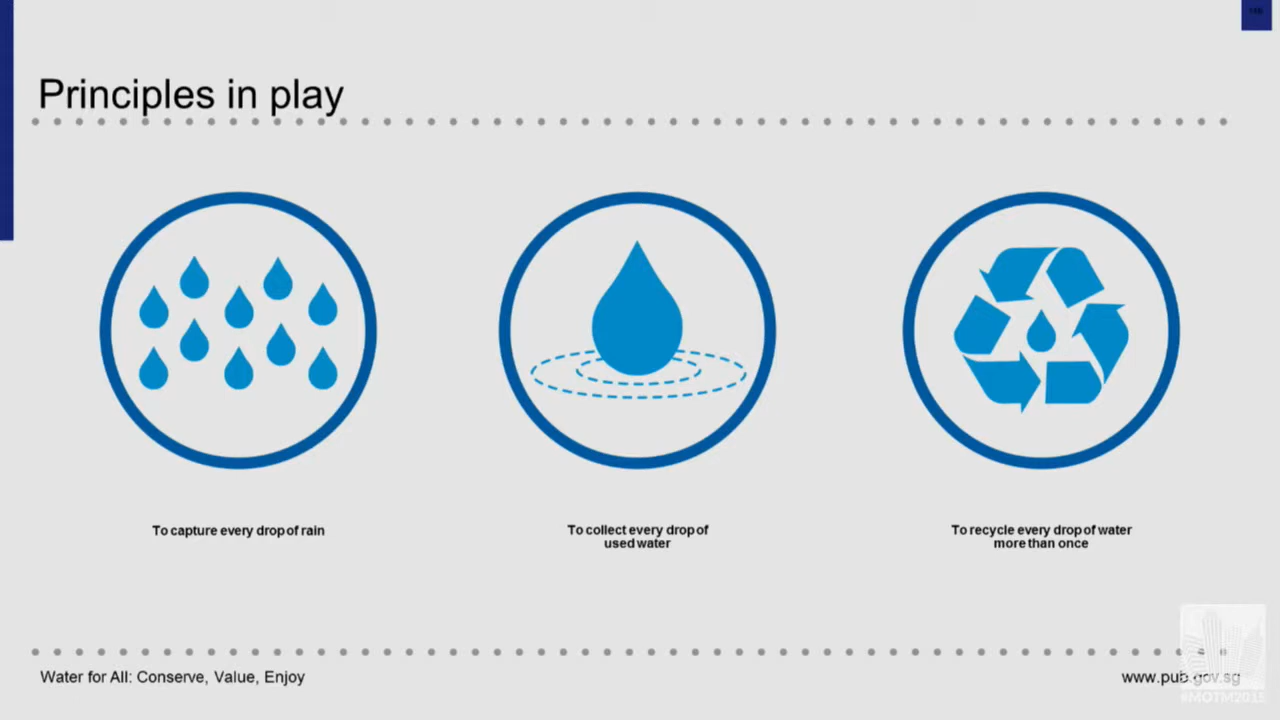 Principles in play
To capture every drop of rain
To collect every drop of
used water
To recycle every drop of water
more than once
Water for All: Conserve, Value, Enjoy
www.pub.gov.sg
#MOTM2015